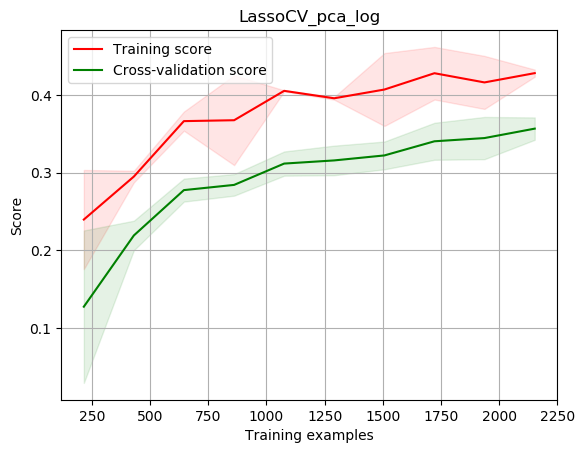 LassoCV_pca_log
Training score
Cross-validation score
0.4
0.3
0.2
0.1
Score
250 500 750 1000 1250 1500 1750 2000 2250
Training examples